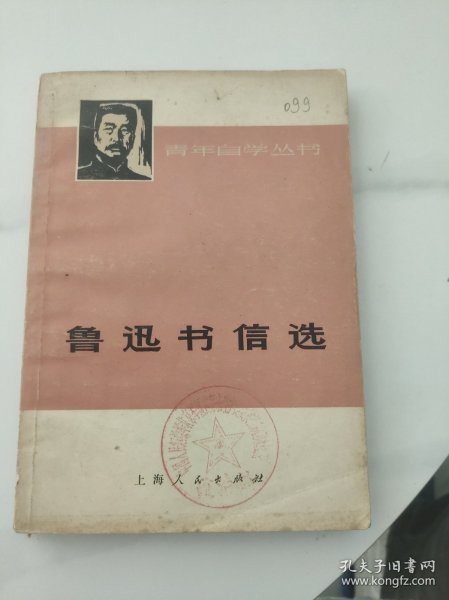 099
青年自学丛书
鲁迅书信选
上海人民出版社
孔夫子旧书网
www.kongfz.com